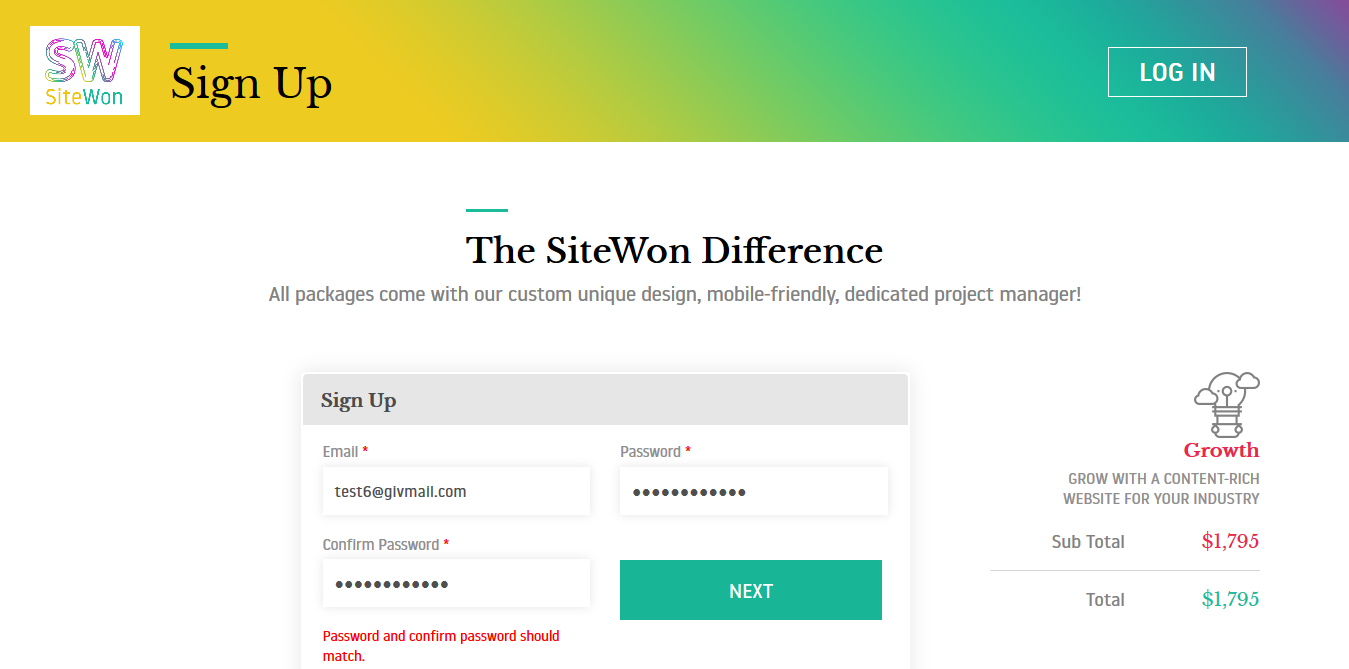 SW
SiteWon
Sign Up
LOG IN
The SiteWon Difference
All packages come with our custom unique design, mobile-friendly, dedicated project manager!
Sign Up
Email *
Password *
test6@givmail.com
••••••••••••
Confirm Password *
••••••••••••
NEXT
Password and confirm password should
match.
Growth
GROW WITH A CONTENT-RICH
WEBSITE FOR YOUR INDUSTRY
Sub Total $1,795
Total $1,795